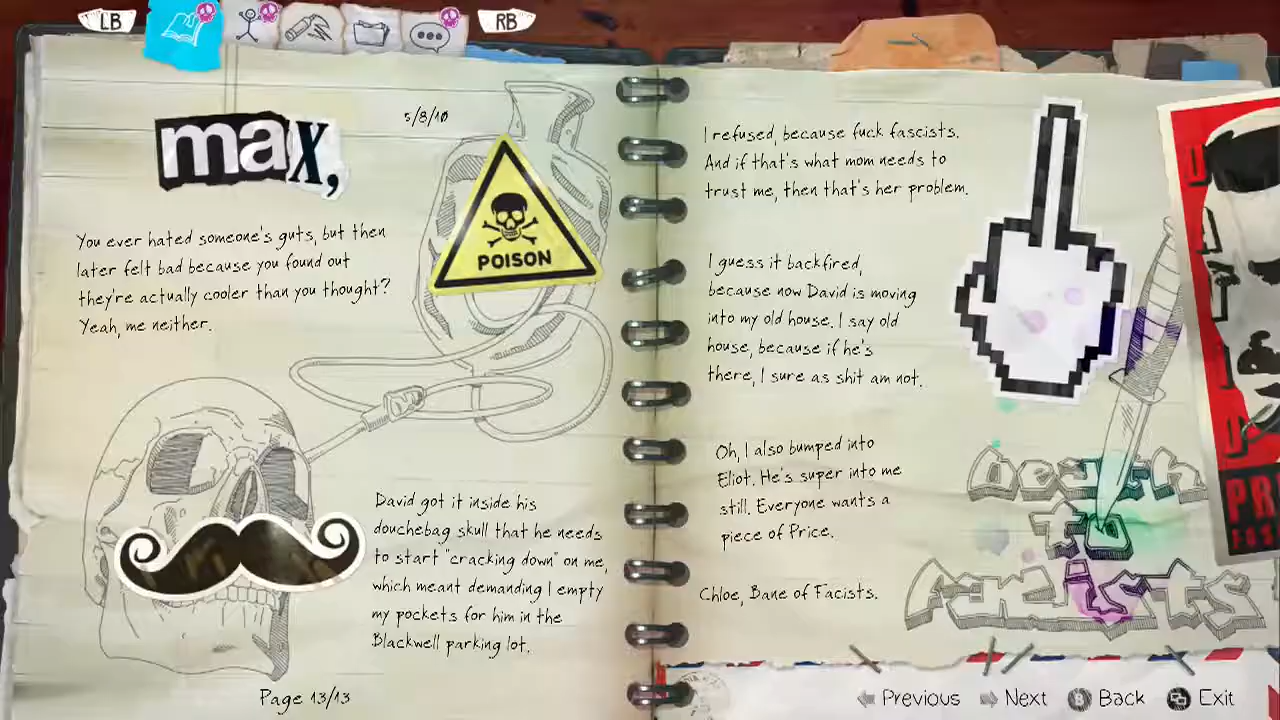 LB
RB
max,
5/8/10
POISON
You ever hated someone's guts, but then
later felt bad because you found out
they're actually cooler than you thought?
Yeah, me neither.
David got it inside his
douchebag skull that he needs
to start "cracking down" on me,
which meant demanding I empty
my pockets for him in the
Blackwell parking lot.
Page 13/13
I refused, because fuck fascists.
And if that's what mom needs to
trust me, then that's her problem.
I guess it backfired,
because now David is moving
into my old house. I say old
house, because if he's
there, I sure as shit am not.
Oh, I also bumped into
Eliot. He's super into me
still. Everyone wants a
piece of Price.
Chloe, Bane of Facists.
death
to
PR
Previous
Next
B
Back
Exit